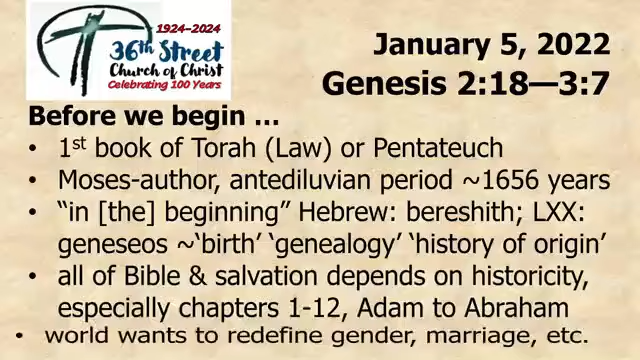 1924-2024
36th Street
Church of Christ
Celebrating 100 Years
January 5, 2022
Genesis 2:18—3:7
Before we begin …
• 1st book of Torah (Law) or Pentateuch
• Moses-author, antediluvian period ~1656 years
• “in [the] beginning” Hebrew: bereshith; LXX:
geneseos ~‘birth’ ‘genealogy’ ‘history of origin’
• all of Bible & salvation depends on historicity,
especially chapters 1-12, Adam to Abraham
• world wants to redefine gender, marriage, etc.